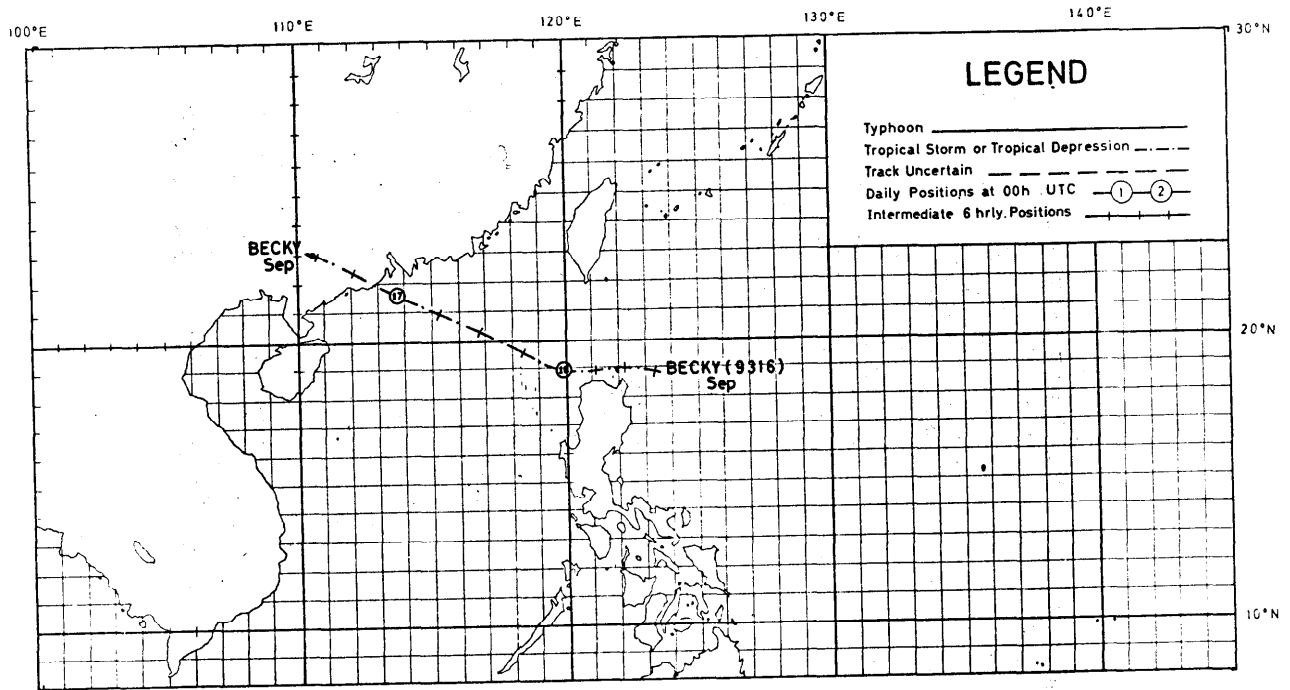 100°E 110°E 120°E 130°E 140°E
30°N
LEGEND
Typhoon
Tropical Storm or Tropical Depression
Track Uncertain
Daily Positions at 00h UTC 1 2
Intermediate 6 hrly. Positions
BECKY
Sep
17
20°N
BECKY (9316)
Sep
10°N